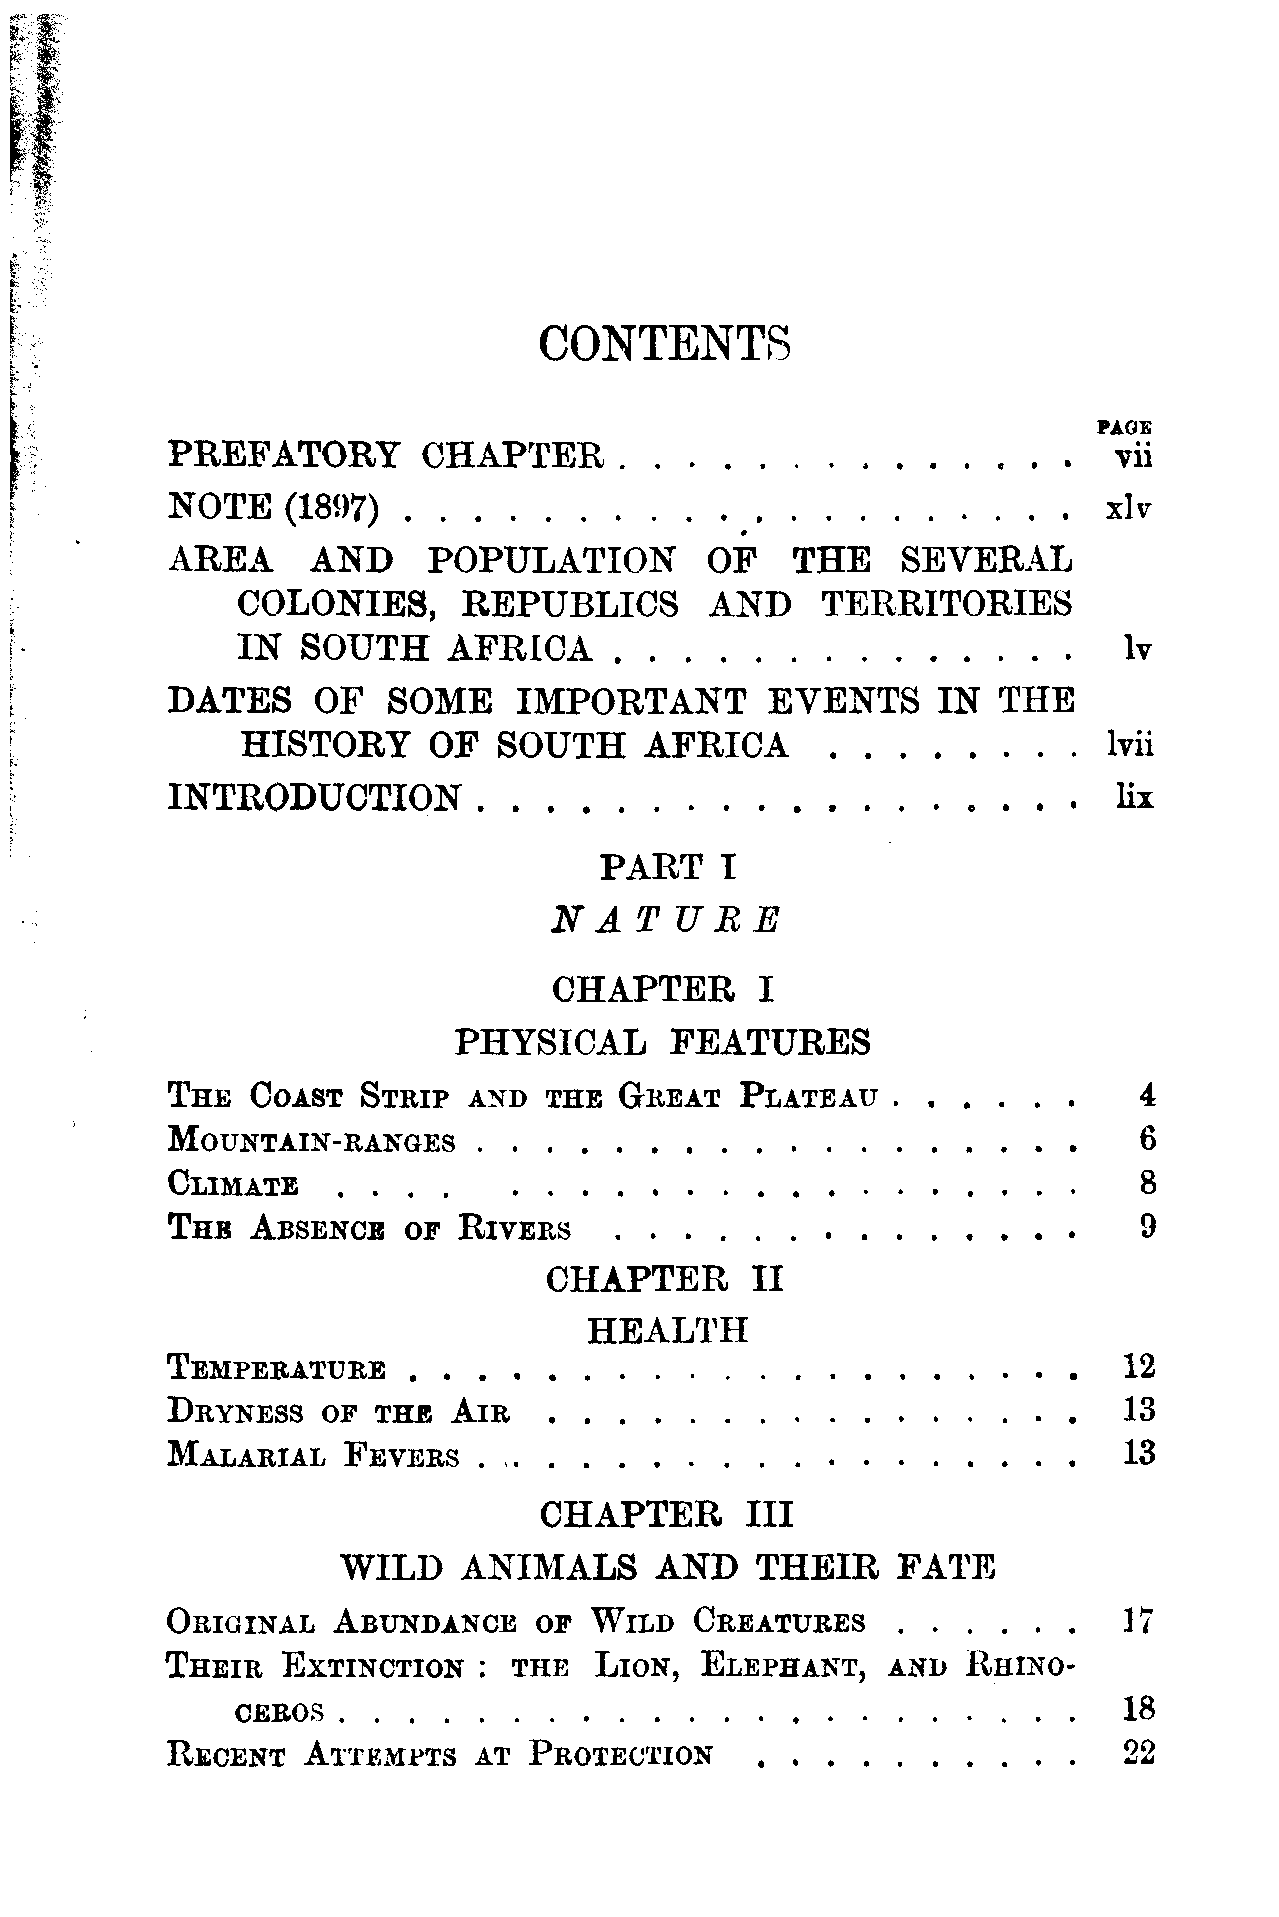 CONTENTS
PAGE
PREFATORY CHAPTER . . . . . . . . . . . . . . vii
NOTE (1897) . . . . . . . . . . . . . . . . . . . . xlv
AREA AND POPULATION OF THE SEVERAL
COLONIES, REPUBLICS AND TERRITORIES
IN SOUTH AFRICA . . . . . . . . . . . . . . lv
DATES OF SOME IMPORTANT EVENTS IN THE
HISTORY OF SOUTH AFRICA . . . . . . . . lvii
INTRODUCTION . . . . . . . . . . . . . . . . . . lix
PART I
NATURE
CHAPTER I
PHYSICAL FEATURES
THE COAST STRIP AND THE GREAT PLATEAU . . . . . . 4
MOUNTAIN-RANGES . . . . . . . . . . . . . . . . . . 6
CLIMATE . . . . . . . . . . . . . . . . . . . . . 8
THE ABSENCE OF RIVERS . . . . . . . . . . . . . . 9
CHAPTER II
HEALTH
TEMPERATURE . . . . . . . . . . . . . . . . . . . . 12
DRYNESS OF THE AIR . . . . . . . . . . . . . . . . 13
MALARIAL FEVERS . . . . . . . . . . . . . . . . . . 13
CHAPTER III
WILD ANIMALS AND THEIR FATE
ORIGINAL ABUNDANCE OF WILD CREATURES . . . . . . 17
THEIR EXTINCTION : THE LION, ELEPHANT, AND RHINO-
CEROS . . . . . . . . . . . . . . . . . . . . . . 18
RECENT ATTEMPTS AT PROTECTION . . . . . . . . . . 22